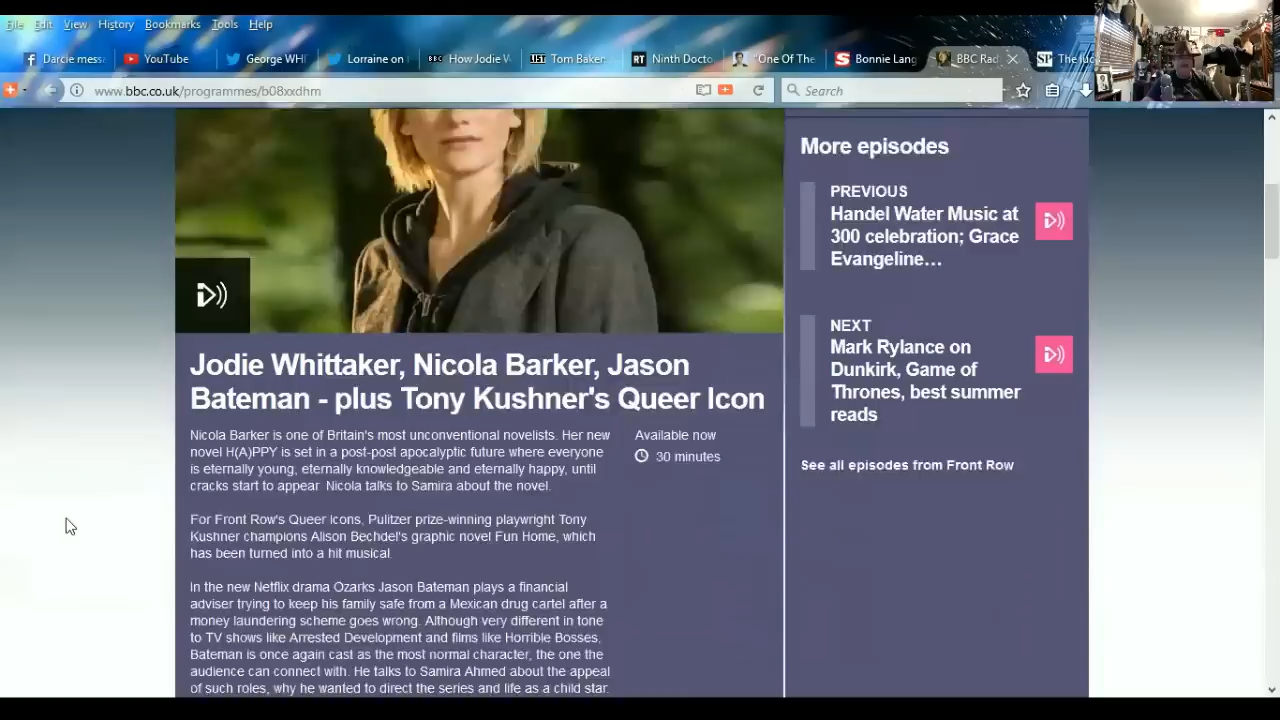 File Edit View History Bookmarks Tools Help
Darcie mess YouTube George WHI Lorraine on BBC How Jodie W LIST Tom Baker RT Ninth Docto "One Of The S Bonnie Lang BBC Rad SP The
www.bbc.co.uk/programmes/b08xxdhm Search
Jodie Whittaker, Nicola Barker, Jason
Bateman - plus Tony Kushner's Queer Icon
Nicola Barker is one of Britain's most unconventional novelists. Her new
novel H(A)PPY is set in a post-post apocalyptic future where everyone
is eternally young, eternally knowledgeable and eternally happy, until
cracks start to appear. Nicola talks to Samira about the novel.
For Front Row's Queer Icons, Pulitzer prize-winning playwright Tony
Kushner champions Alison Bechdel's graphic novel Fun Home, which
has been turned into a hit musical.
In the new Netflix drama Ozarks Jason Bateman plays a financial
adviser trying to keep his family safe from a Mexican drug cartel after a
money laundering scheme goes wrong. Although very different in tone
to TV shows like Arrested Development and films like Horrible Bosses,
Bateman is once again cast as the most normal character, the one the
audience can connect with. He talks to Samira Ahmed about the appeal
of such roles, why he wanted to direct the series and life as a child star.
Available now
30 minutes
More episodes
PREVIOUS
Handel Water Music at
300 celebration; Grace
Evangeline…
NEXT
Mark Rylance on
Dunkirk, Game of
Thrones, best summer
reads
See all episodes from Front Row